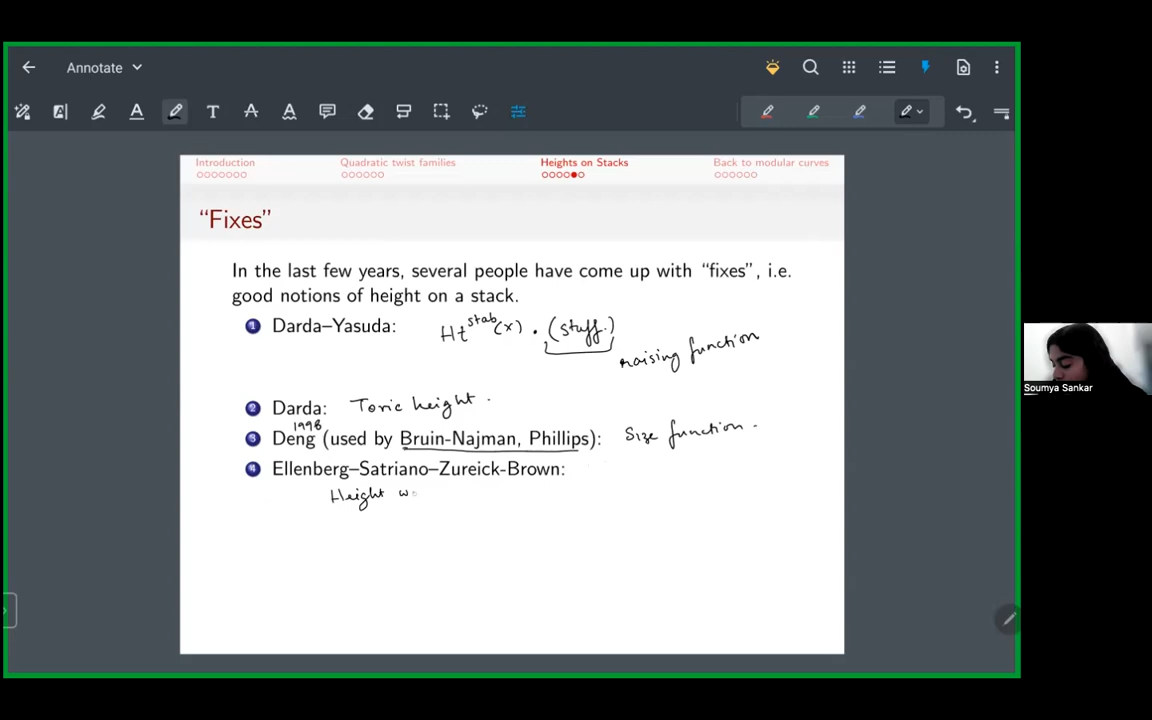 Annotate
Introduction Quadratic twist families Heights on Stacks Back to modular curves
“Fixes”
In the last few years, several people have come up with “fixes”, i.e.
good notions of height on a stack.
1 Darda–Yasuda: Ht^stab(x) · (stuff.)
raising function
2 Darda: Toric height.
1998
3 Deng (used by Bruin-Najman, Phillips): Size function.
4 Ellenberg–Satriano–Zureick-Brown:
Height w
Soumya Sankar